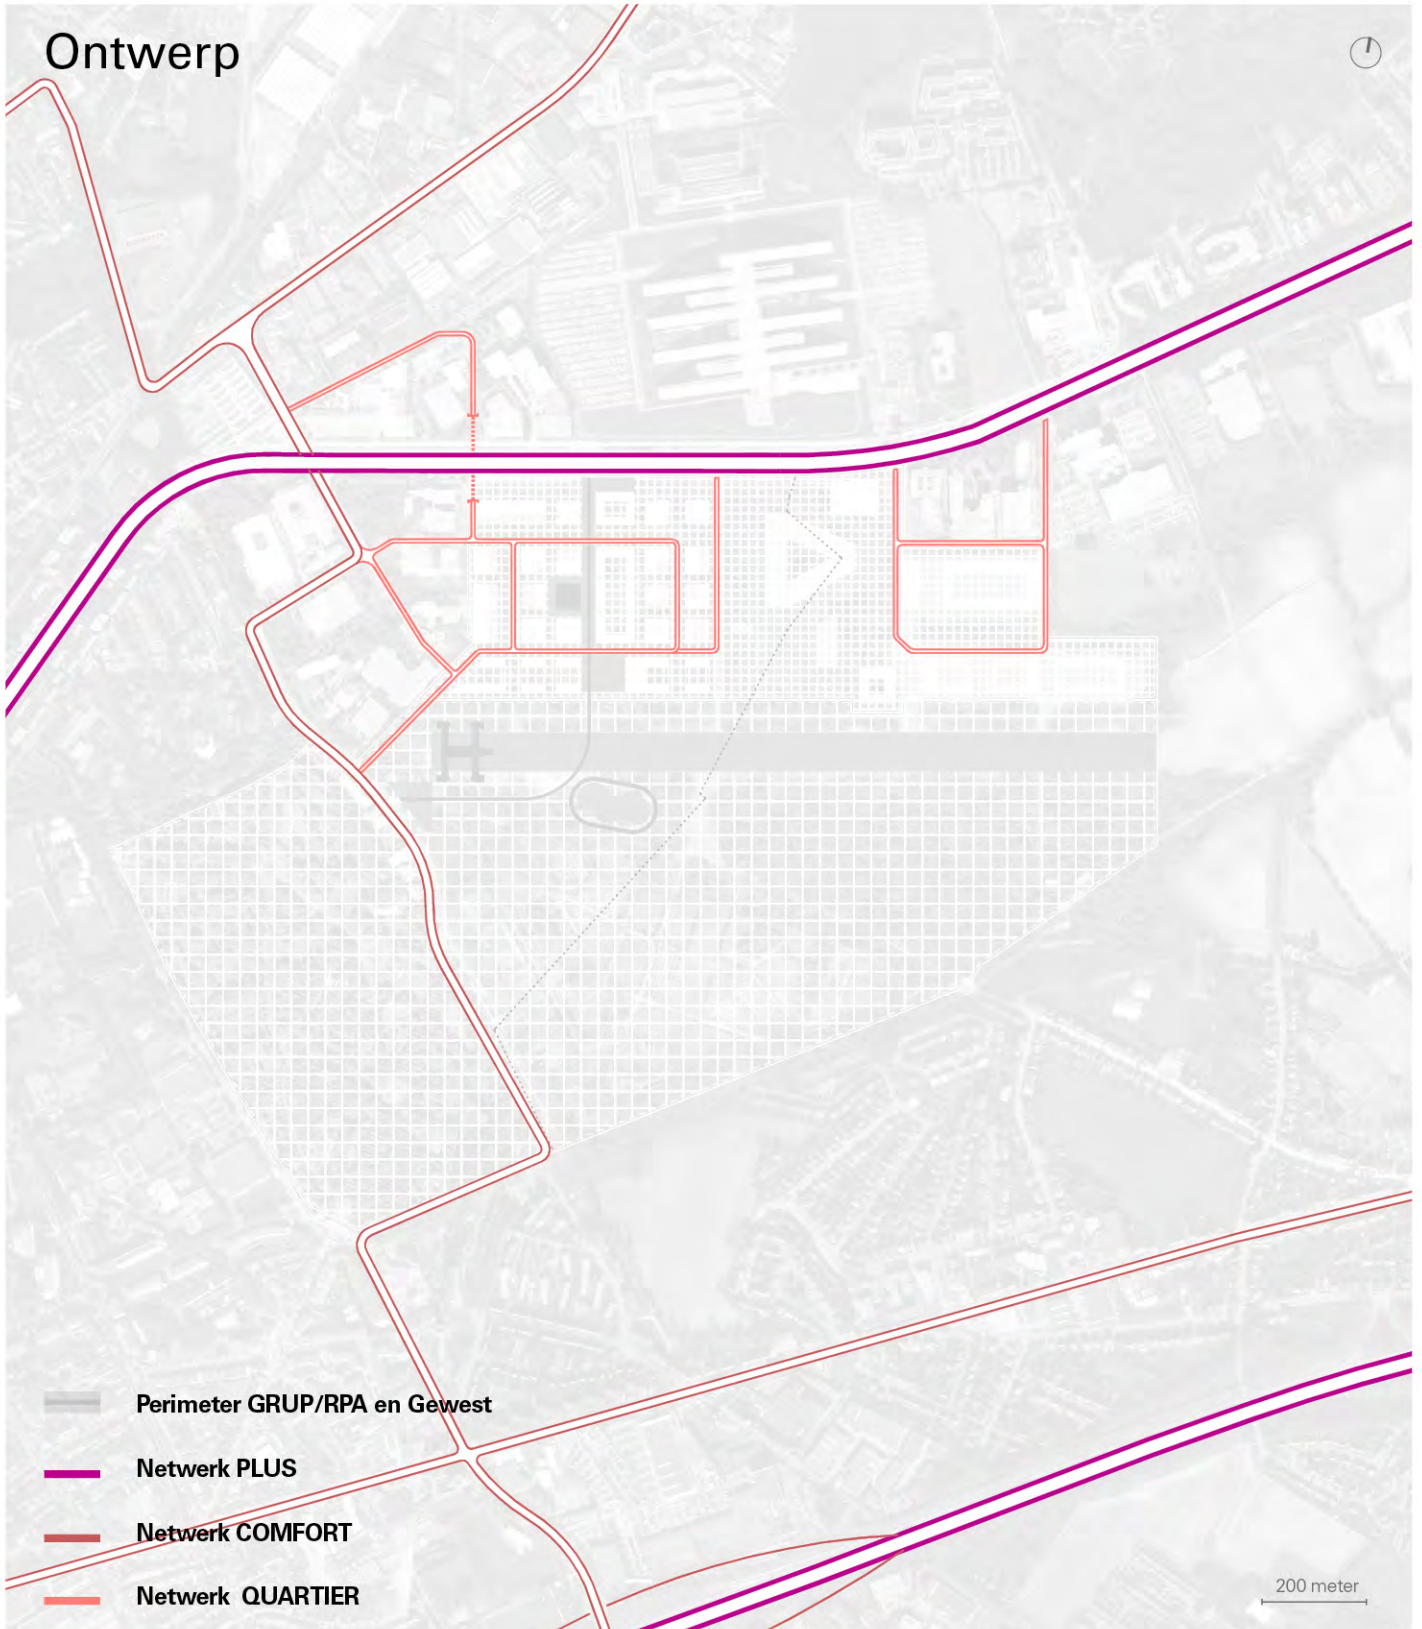 Ontwerp
Perimeter GRUP/RPA en Gewest
Netwerk PLUS
Netwerk COMFORT
Netwerk QUARTIER
200 meter